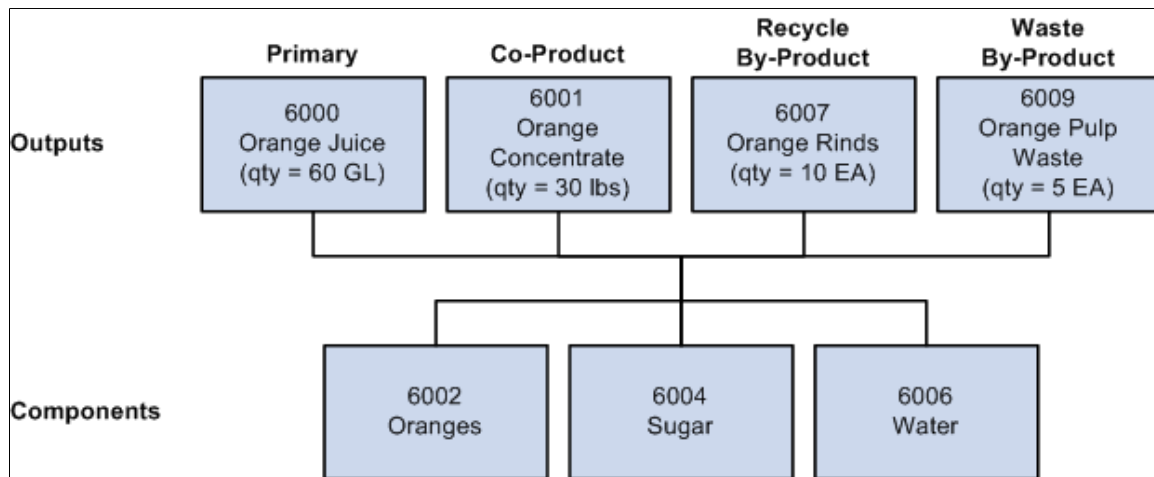 Primary
Co-Product
Recycle
By-Product
Waste
By-Product
Outputs
6000
Orange Juice
(qty = 60 GL)
6001
Orange
Concentrate
(qty = 30 lbs)
6007
Orange Rinds
(qty = 10 EA)
6009
Orange Pulp
Waste
(qty = 5 EA)
Components
6002
Oranges
6004
Sugar
6006
Water